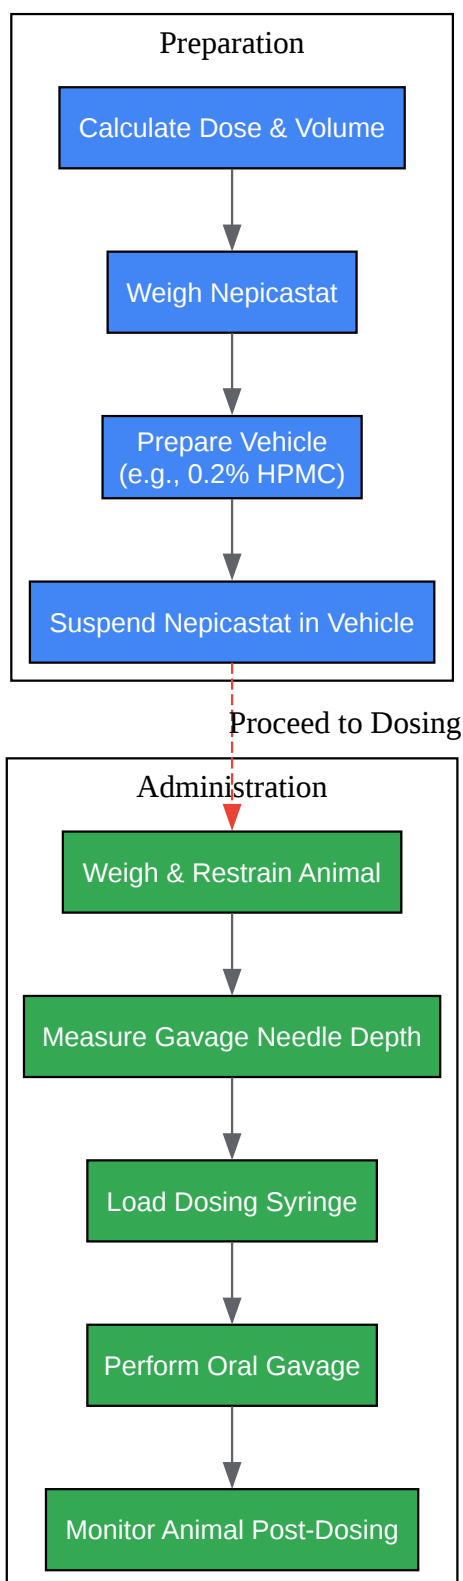 Preparation
Calculate Dose & Volume
Weigh Nepicastat
Prepare Vehicle
(e.g., 0.2% HPMC)
Suspend Nepicastat in Vehicle
Proceed to Dosing
Administration
Weigh & Restrain Animal
Measure Gavage Needle Depth
Load Dosing Syringe
Perform Oral Gavage
Monitor Animal Post-Dosing